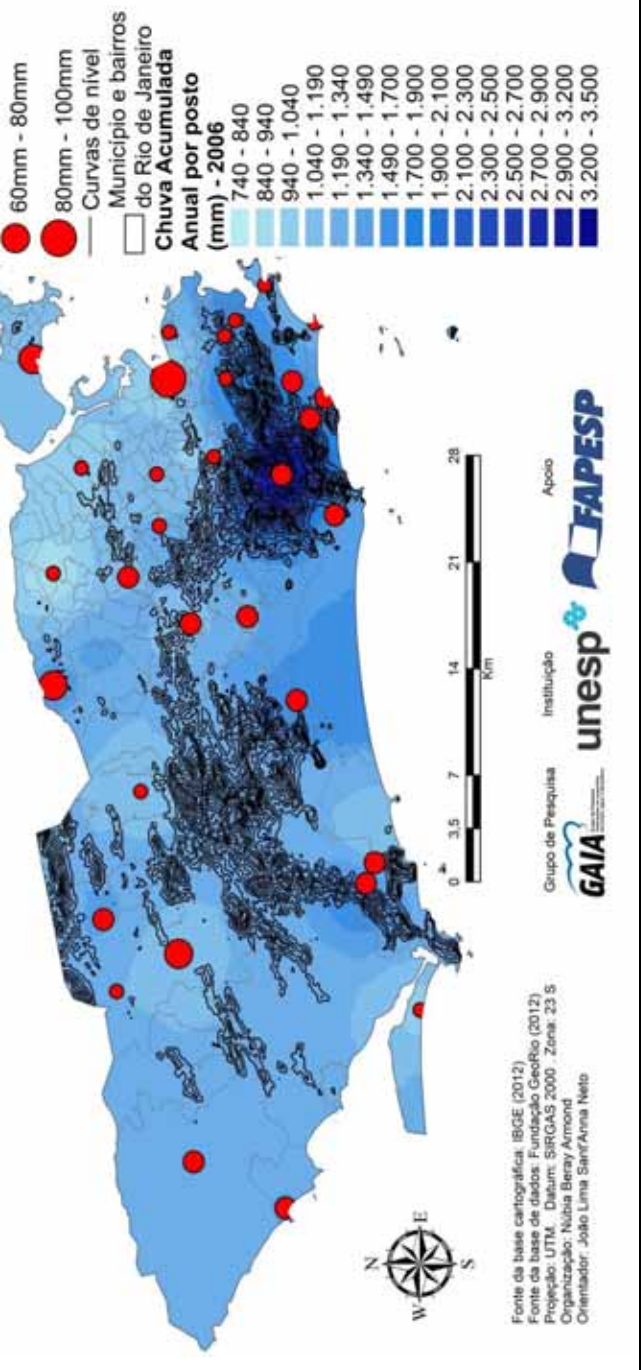 60mm - 80mm
80mm - 100mm
Curvas de nível
Município e bairros
do Rio de Janeiro
Chuva Acumulada
Anual por posto
(mm) - 2006
740 - 840
840 - 940
940 - 1.040
1.040 - 1.190
1.190 - 1.340
1.340 - 1.490
1.490 - 1.700
1.700 - 1.900
1.900 - 2.100
2.100 - 2.300
2.300 - 2.500
2.500 - 2.700
2.700 - 2.900
2.900 - 3.200
3.200 - 3.500
N
W E
S
0 3,5 7 14 21 28
Km
Fonte da base cartográfica: IBGE (2012)
Fonte da base de dados: Fundação GeoRio (2012)
Projeção: UTM. Datum: SIRGAS 2000 . Zona: 23 S
Organização: Núbia Beray Armond
Orientador: João Lima Sant'Anna Neto
Grupo de Pesquisa
GAIA
Instituição
unesp
Apoio
FAPESP